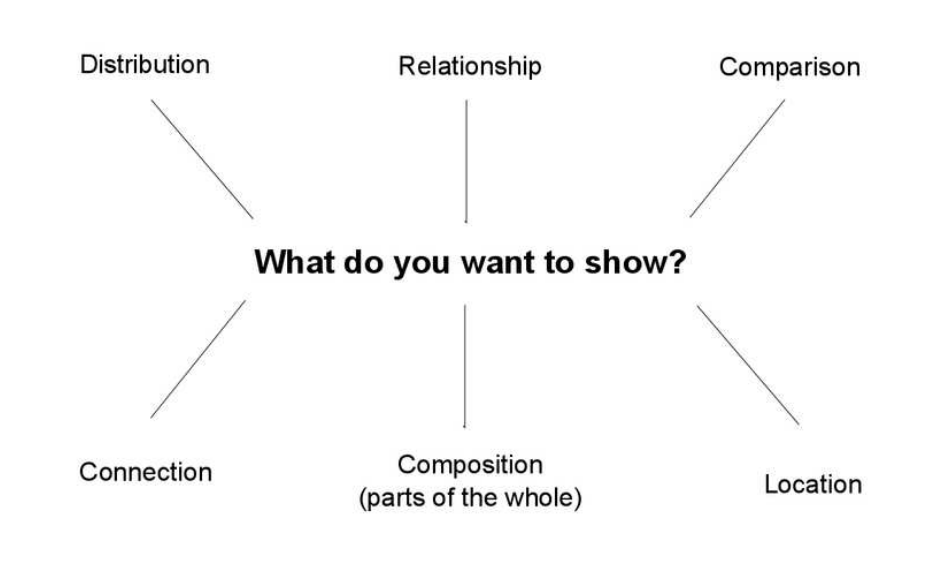 Distribution
Relationship
Comparison
What do you want to show?
Connection
Composition
(parts of the whole)
Location